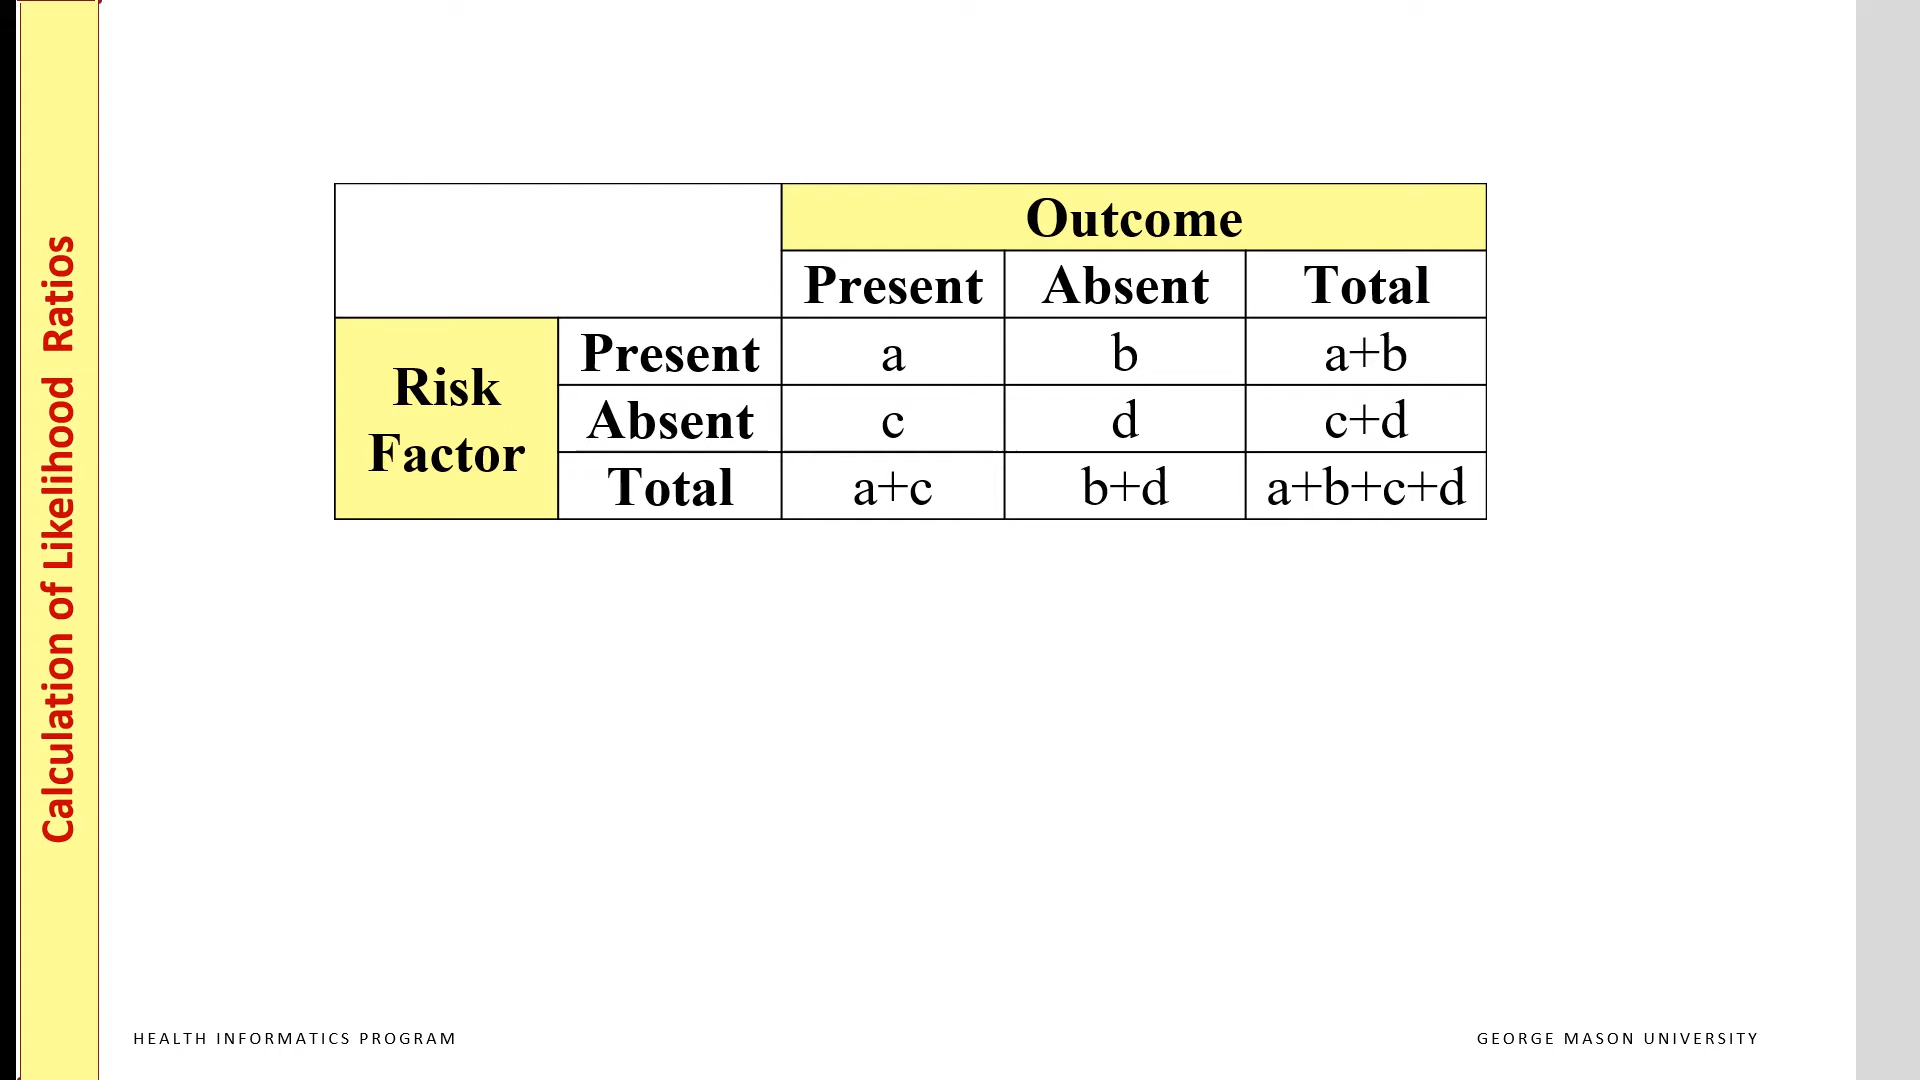 Calculation of Likelihood Ratios
Outcome
Present Absent Total
Risk Factor
Present a b a+b
Absent c d c+d
Total a+c b+d a+b+c+d
HEALTH INFORMATICS PROGRAM
GEORGE MASON UNIVERSITY